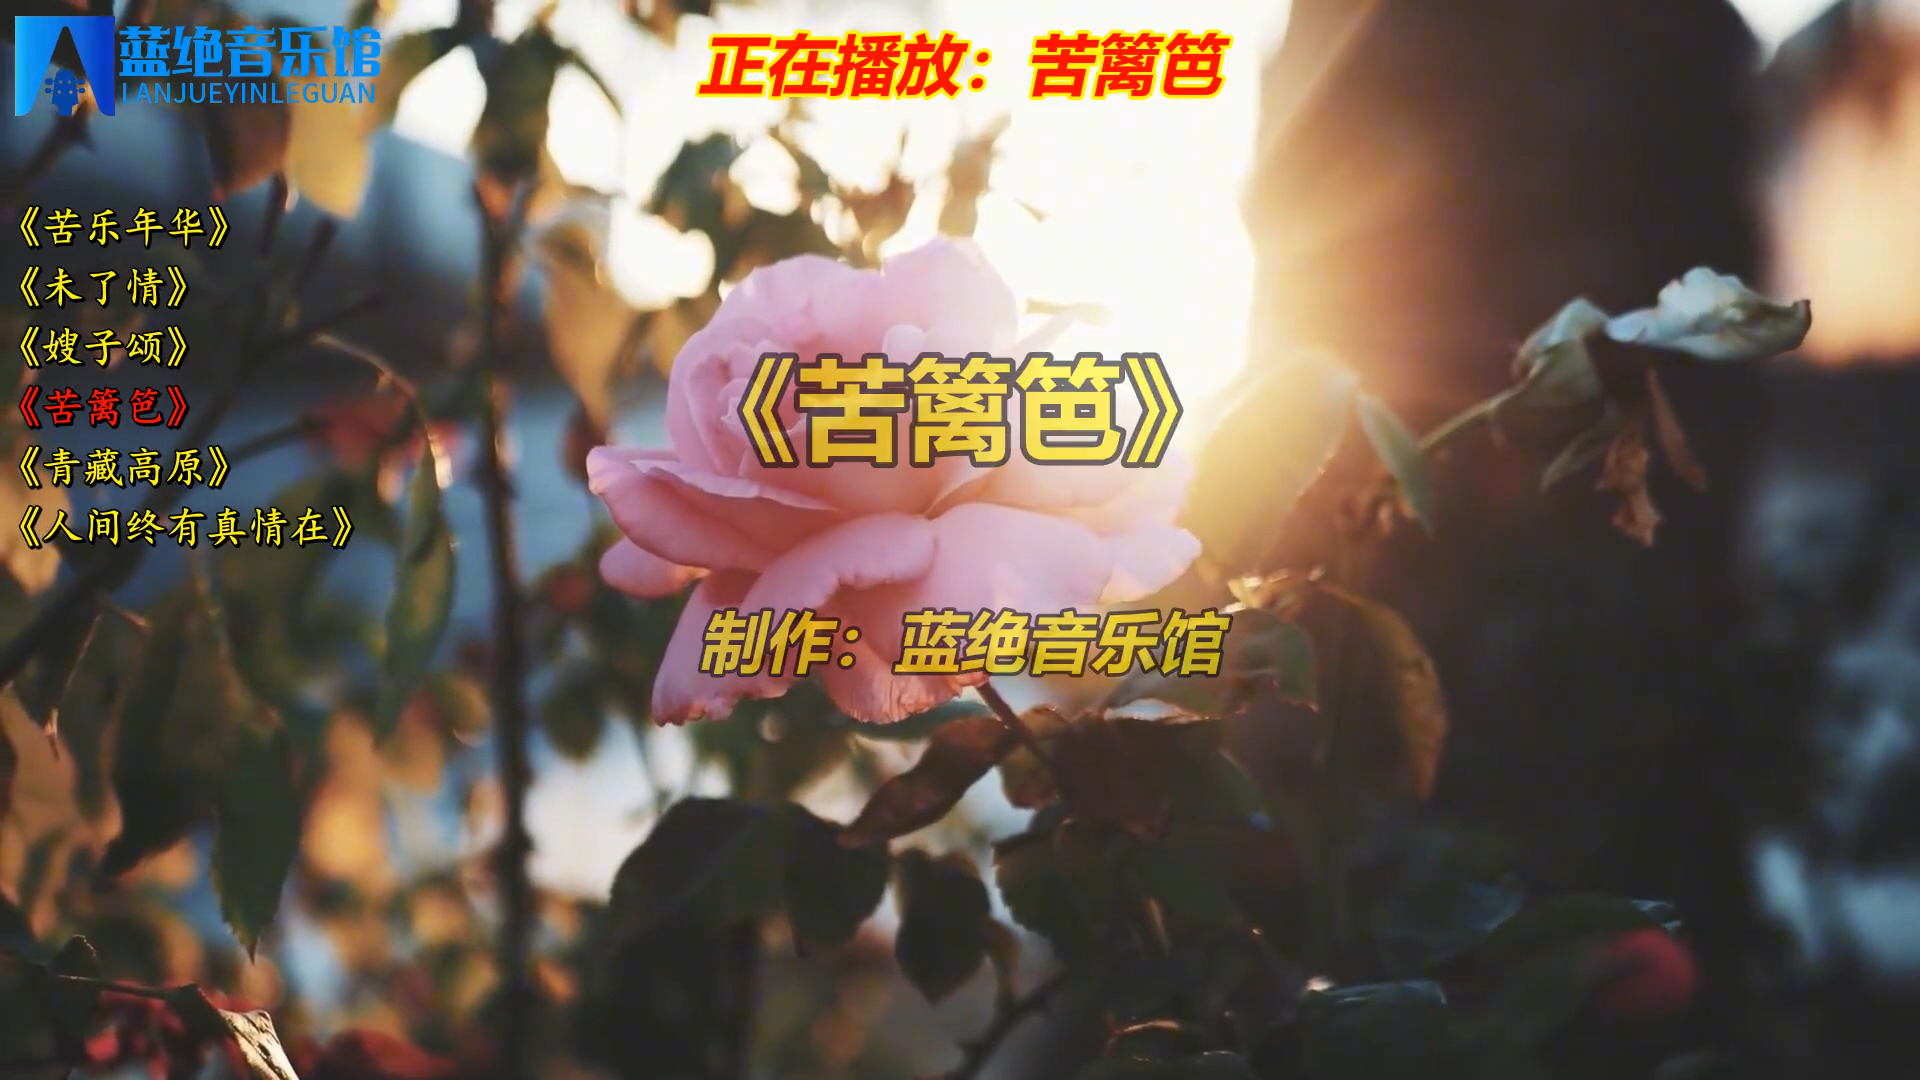 蓝绝音乐馆
LANJUEYINLEGUAN
正在播放：苦篱笆
《苦乐年华》
《未了情》
《嫂子颂》
《苦篱笆》
《青藏高原》
《人间终有真情在》
《苦篱笆》
制作：蓝绝音乐馆